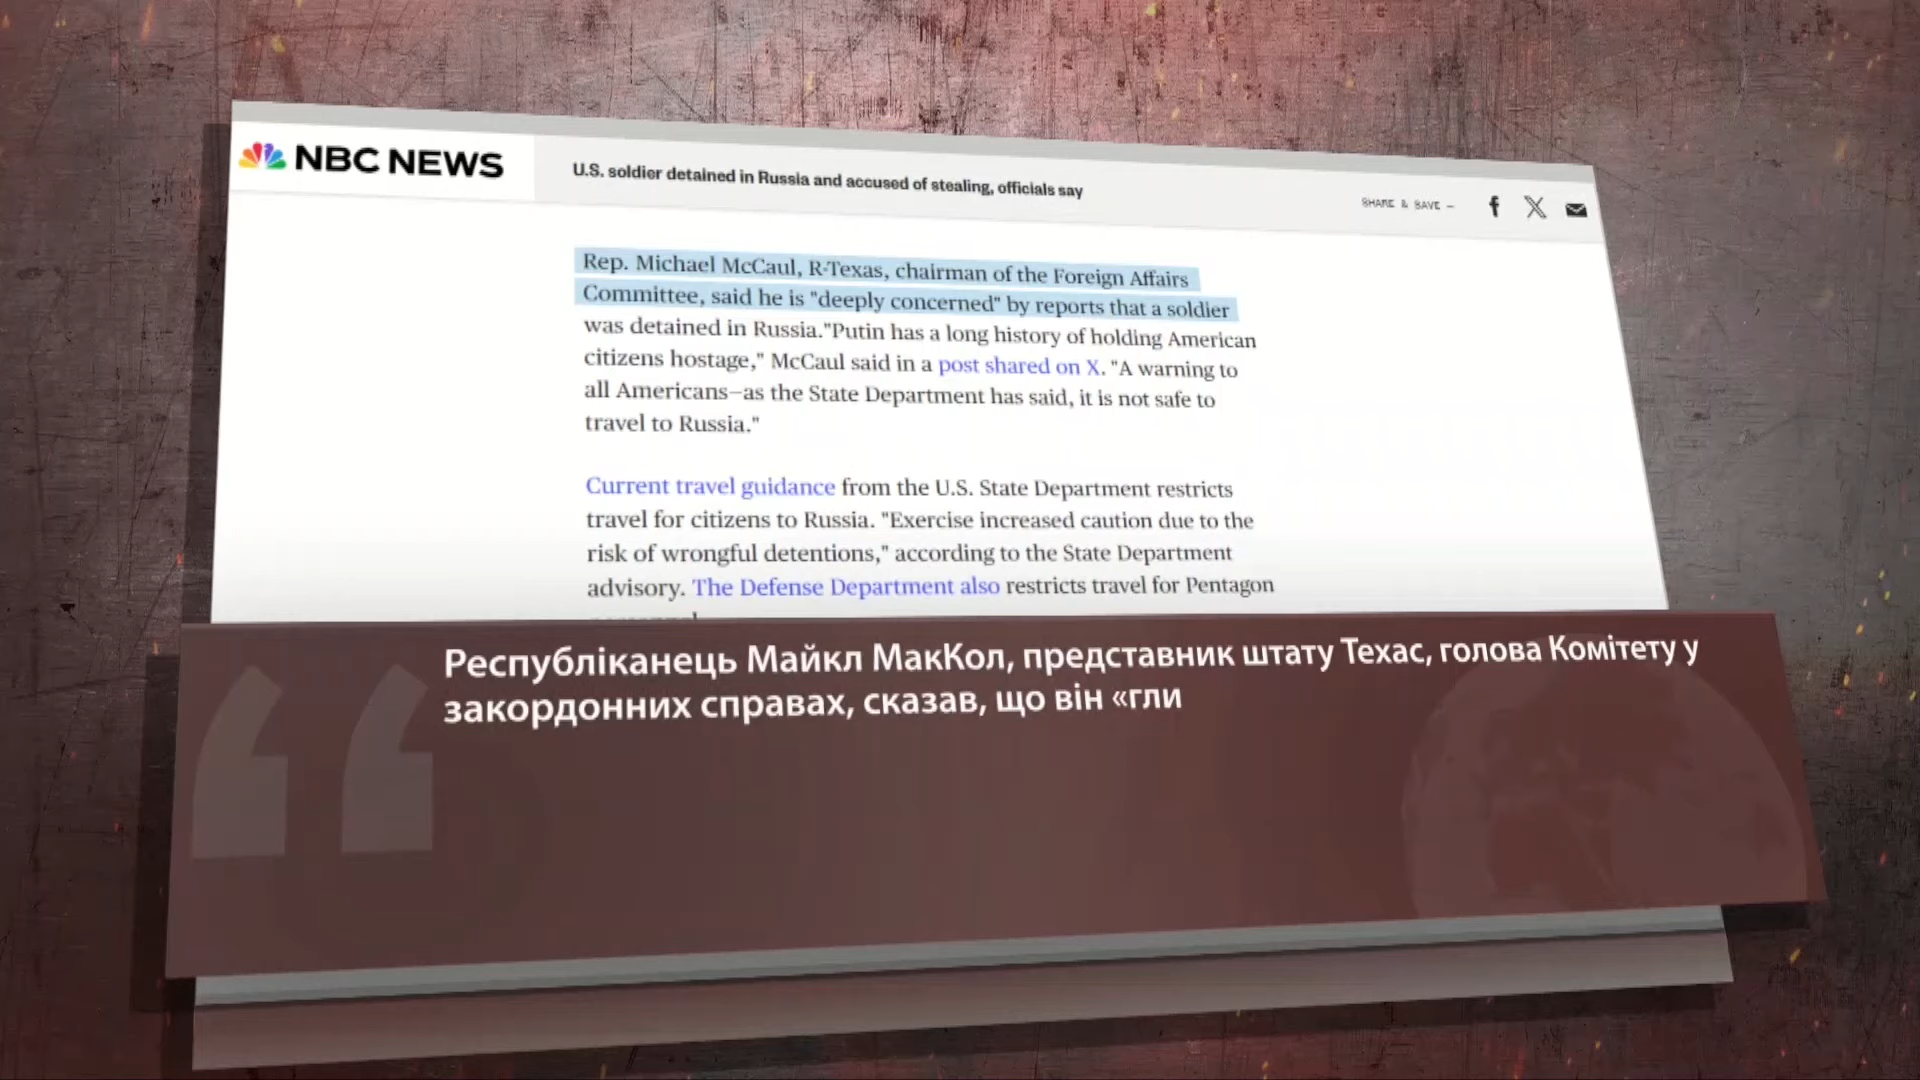 NBC NEWS
U.S. soldier detained in Russia and accused of stealing, officials say
SHARE & SAVE –
Rep. Michael McCaul, R-Texas, chairman of the Foreign Affairs
Committee, said he is "deeply concerned" by reports that a soldier
was detained in Russia."Putin has a long history of holding American
citizens hostage," McCaul said in a post shared on X. "A warning to
all Americans—as the State Department has said, it is not safe to
travel to Russia."
Current travel guidance from the U.S. State Department restricts
travel for citizens to Russia. "Exercise increased caution due to the
risk of wrongful detentions," according to the State Department
advisory. The Defense Department also restricts travel for Pentagon
Республіканець Майкл МакКол, представник штату Техас, голова Комітету у
закордонних справах, сказав, що він «гли